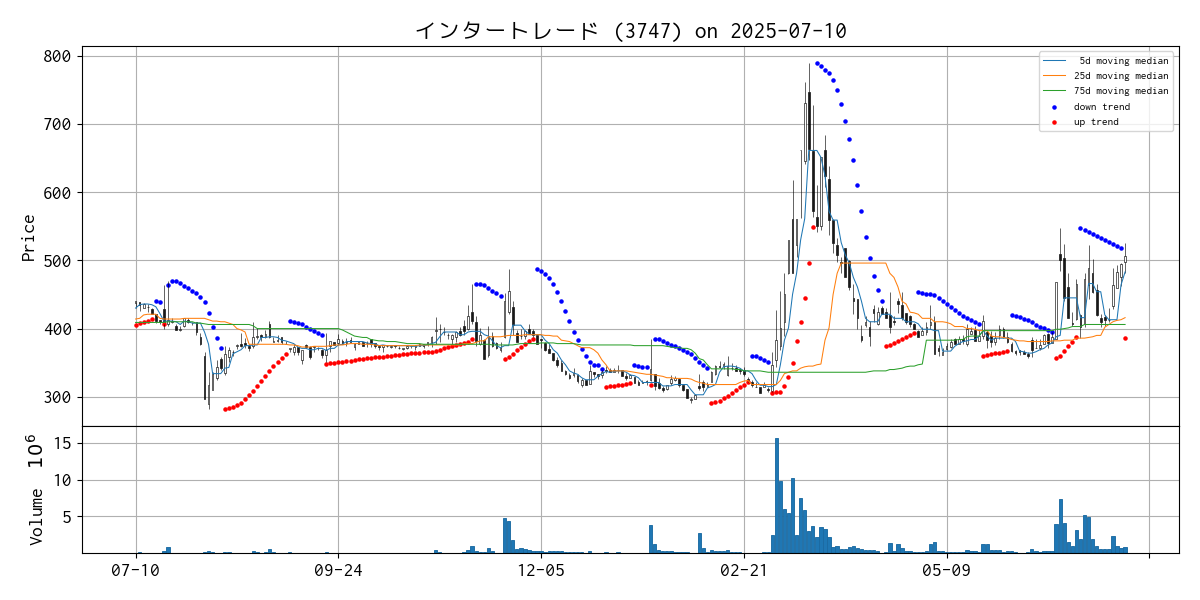 インタートレード (3747) on 2025-07-10
800
700
600
500
400
300
Price
5d moving median
25d moving median
75d moving median
down trend
up trend
15
10
5
Volume 10^6
07-10
09-24
12-05
02-21
05-09